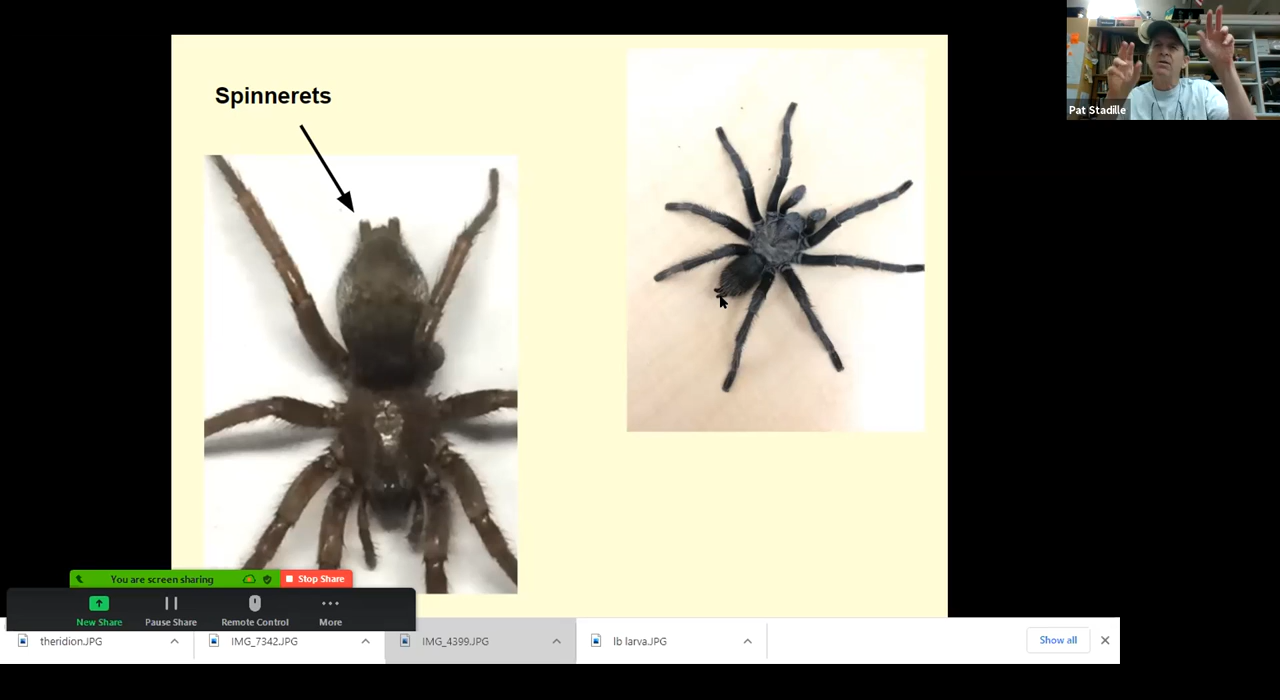 Spinnerets
Pat Stadille
You are screen sharing
Stop Share
New Share
Pause Share
Remote Control
More
theridion.JPG
IMG_7342.JPG
IMG_4399.JPG
lb larva.JPG
Show all